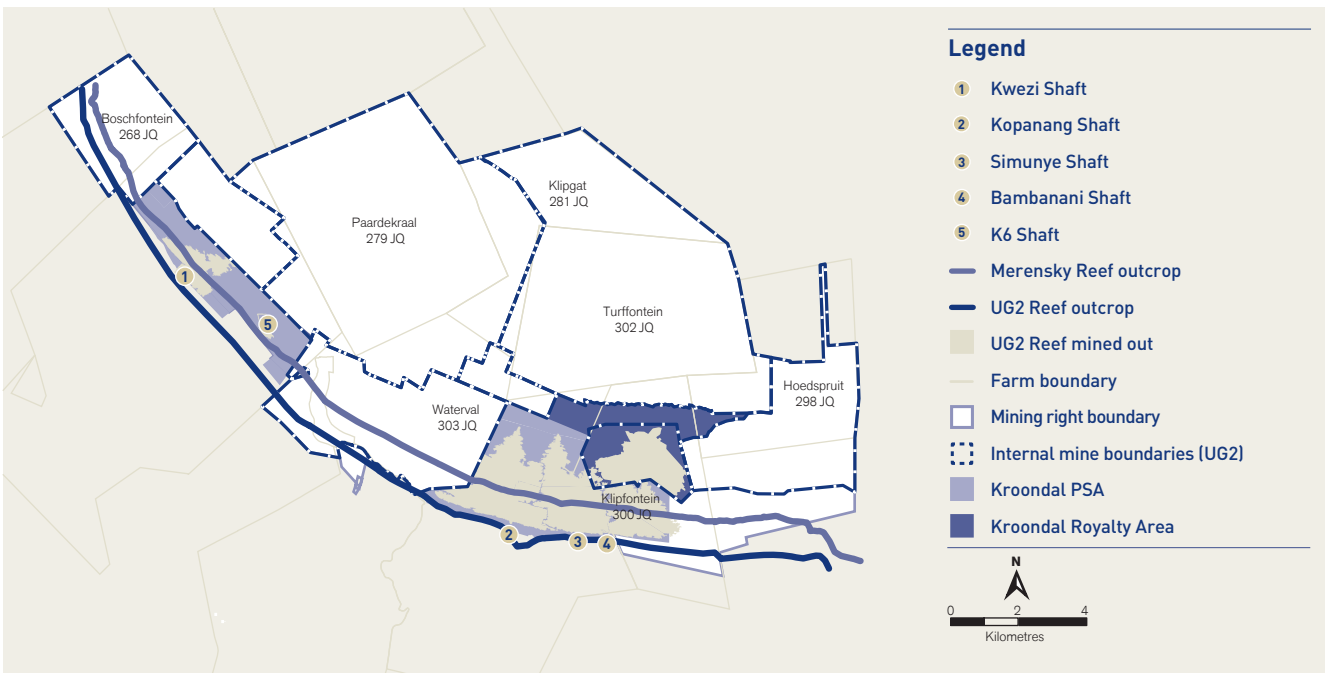 Boschfontein
268 JQ
Paardekraal
279 JQ
Klipgat
281 JQ
Turffontein
302 JQ
Hoedspruit
298 JQ
Waterval
303 JQ
Klipfontein
300 JQ
1
5
2
3
4
Legend
1 Kwezi Shaft
2 Kopanang Shaft
3 Simunye Shaft
4 Bambanani Shaft
5 K6 Shaft
Merensky Reef outcrop
UG2 Reef outcrop
UG2 Reef mined out
Farm boundary
Mining right boundary
Internal mine boundaries (UG2)
Kroondal PSA
Kroondal Royalty Area
N
0 2 4
Kilometres